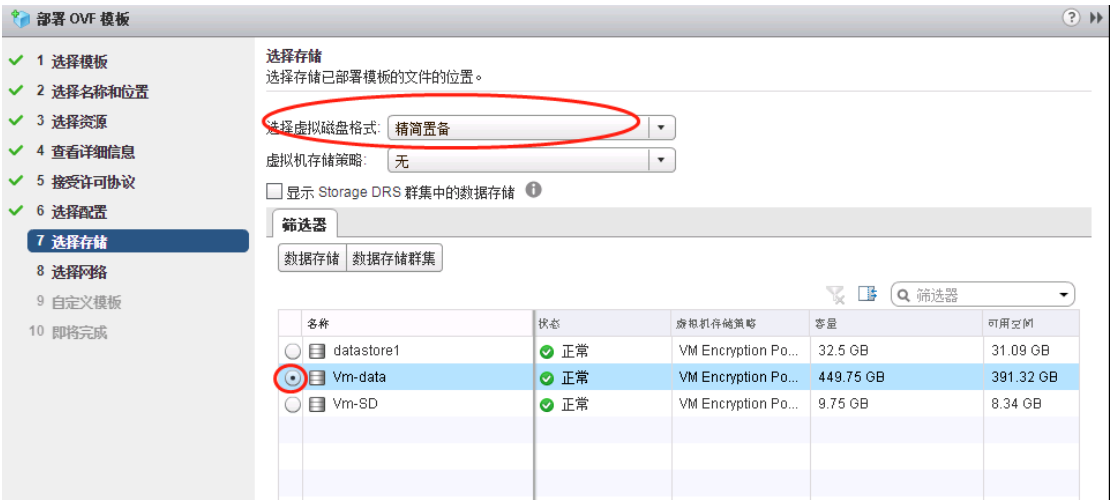 部署 OVF 模板
1 选择模板
2 选择名称和位置
3 选择资源
4 查看详细信息
5 接受许可协议
6 选择配置
7 选择存储
8 选择网络
9 自定义模板
10 即将完成
选择存储
选择存储已部署模板的文件的位置。
选择虚拟磁盘格式: 精简置备
虚拟机存储策略: 无
显示 Storage DRS 群集中的数据存储
筛选器
数据存储 数据存储群集
筛选器
名称 状态 虚拟机存储策略 容量 可用空间
datastore1 正常 VM Encryption Po... 32.5 GB 31.09 GB
Vm-data 正常 VM Encryption Po... 449.75 GB 391.32 GB
Vm-SD 正常 VM Encryption Po... 9.75 GB 8.34 GB